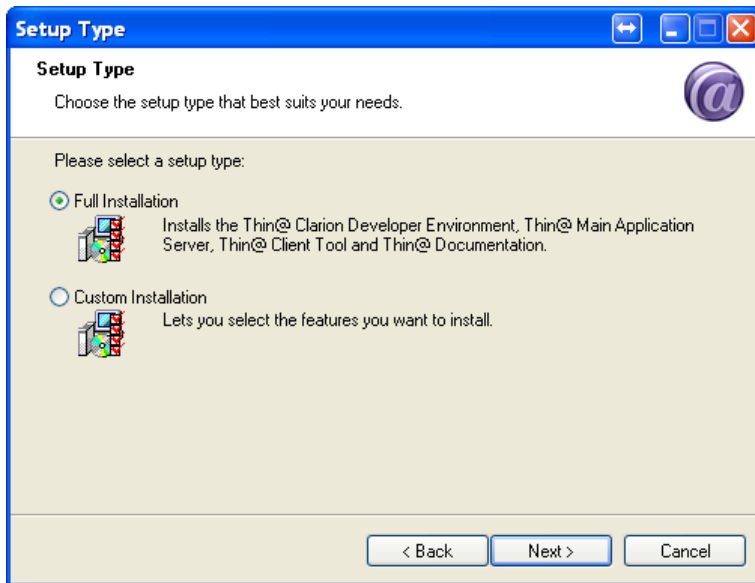 Setup Type
Setup Type
Choose the setup type that best suits your needs.
Please select a setup type:
Full Installation
Installs the Thin@ Clarion Developer Environment, Thin@ Main Application
Server, Thin@ Client Tool and Thin@ Documentation.
Custom Installation
Lets you select the features you want to install.
< Back
Next >
Cancel